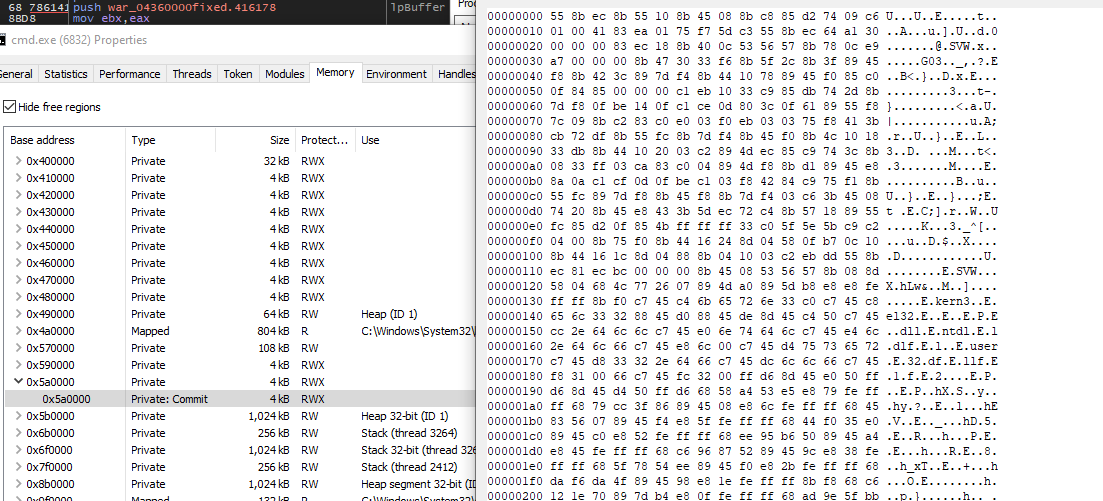 68 786141 push war_04360000fixed.416178 lpBuffer
8BD8 mov ebx,eax
cmd.exe (6832) Properties
General Statistics Performance Threads Token Modules Memory Environment Handles
Hide free regions
Base address Type Size Protect... Use
0x400000 Private 32 kB RWX
0x410000 Private 4 kB RWX
0x420000 Private 4 kB RWX
0x430000 Private 4 kB RWX
0x440000 Private 4 kB RWX
0x450000 Private 4 kB RWX
0x460000 Private 4 kB RWX
0x470000 Private 4 kB RWX
0x480000 Private 4 kB RWX
0x490000 Private 64 kB RW Heap (ID 1)
0x4a0000 Mapped 804 kB R C:\Windows\System32\
0x570000 Private 108 kB RW
0x590000 Private 4 kB RWX
0x5a0000 Private 4 kB RWX
0x5a0000 Private: Commit 4 kB RWX
0x5b0000 Private 1,024 kB RW Heap 32-bit (ID 1)
0x6b0000 Private 256 kB RW Stack (thread 3264)
0x6f0000 Private 1,024 kB RW Stack 32-bit (thread
0x7f0000 Private 256 kB RW Stack (thread 2412)
0x8b0000 Private 1,024 kB RW Heap segment 32-bit (ID
00000000 55 8b ec 8b 55 10 8b 45 08 8b c8 85 d2 74 09 c6 U...U..E.....t..
00000010 01 00 41 83 ea 01 75 f7 5d c3 55 8b ec 64 a1 30 ..A...u.].U..d.0
00000020 00 00 00 83 ec 18 8b 40 0c 53 56 57 8b 78 0c e9 .......@.SVW.x..
00000030 a7 00 00 00 8b 47 30 33 f6 8b 5f 2c 8b 3f 89 45 .....G03.._,.?.E
00000040 f8 8b 42 3c 89 7d f4 8b 44 10 78 89 45 f0 85 c0 ..B<.}..D.x.E...
00000050 0f 84 85 00 00 00 c1 eb 10 33 c9 85 db 74 2d 8b .........3...t-.
00000060 7d f8 0f be 14 0f c1 ce 0d 80 3c 0f 61 89 55 f8 }.........<.a.U.
00000070 7c 09 8b c2 83 c0 e0 03 f0 eb 03 03 75 f8 41 3b |...........u.A;
00000080 cb 72 df 8b 55 fc 8b 7d f4 8b 45 f0 8b 4c 10 18 .r..U..}..E..L..
00000090 33 db 8b 44 10 20 03 c2 89 4d ec 85 c9 74 3c 8b 3..D. ...M...t<.
000000a0 08 33 ff 03 ca 83 c0 04 89 4d f8 8b d1 89 45 e8 .3.......M....E.
000000b0 8a 0a c1 cf 0d 0f be c1 03 f8 42 84 c9 75 f1 8b ..........B..u..
000000c0 55 fc 89 7d f8 8b 45 f8 8b 7d f4 03 c6 3b 45 08 U..}..E..}...;E.
000000d0 74 20 8b 45 e8 43 3b 5d ec 72 c4 8b 57 18 89 55 t .E.C;].r..W..U
000000e0 fc 85 d2 0f 85 4b ff ff ff 33 c0 5f 5e 5b c9 c2 .....K...3._^[..
000000f0 04 00 8b 75 f0 8b 44 16 24 8d 04 58 0f b7 0c 10 ...u..D.$..X....
00000100 8b 44 16 1c 8d 04 88 8b 04 10 03 c2 eb dd 55 8b .D............U.
00000110 ec 81 ec bc 00 00 00 8b 45 08 53 56 57 8b 08 8d ........E.SVW...
00000120 58 04 68 4c 77 26 07 89 4d a0 89 5d b8 e8 e8 fe X.hLw&..M..]....
00000130 ff ff 8b f0 c7 45 c4 6b 65 72 6e 33 c0 c7 45 c8 .....E.kern3..E.
00000140 65 6c 33 32 88 45 d0 88 45 de 8d 45 c4 50 c7 45 el32.E..E..E.P.E
00000150 cc 2e 64 6c 6c c7 45 e0 6e 74 64 6c c7 45 e4 6c ..dll.E.ntdl.E.l
00000160 2e 64 6c 66 c7 45 e8 6c 00 c7 45 d4 75 73 65 72 .dlf.E.l..E.user
00000170 c7 45 d8 33 32 2e 64 66 c7 45 dc 6c 6c 66 c7 45 .E.32.df.E.llf.E
00000180 f8 31 00 66 c7 45 fc 32 00 ff d6 8d 45 e0 50 ff .1.f.E.2....E.P.
00000190 d6 8d 45 d4 50 ff d6 68 58 a4 53 e5 e8 79 fe ff ..E.P..hX.S..y..
000001a0 ff 68 79 cc 3f 86 89 45 08 e8 6c fe ff ff 68 45 .hy.?..E..l...hE
000001b0 83 56 07 89 45 f4 e8 5f fe ff ff 68 44 f0 35 e0 .V..E.._...hD.5.
000001c0 89 45 c0 e8 52 fe ff ff 68 ee 95 b6 50 89 45 a4 .E..R...h...P.E.
000001d0 e8 45 fe ff ff 68 c6 96 87 52 89 45 9c e8 38 fe .E...h...R.E..8.
000001e0 ff ff 68 5f 78 54 ee 89 45 f0 e8 2b fe ff ff 68 ..h_xT..E..+...h
000001f0 da f6 da 4f 89 45 98 e8 1e fe ff ff bf 8b 68 c6 ...O.E........h.
00000200 12 1e 70 89 7d b4 e8 0f fe ff ff 68 ad 9e 5f bb ..p.}......h.._.